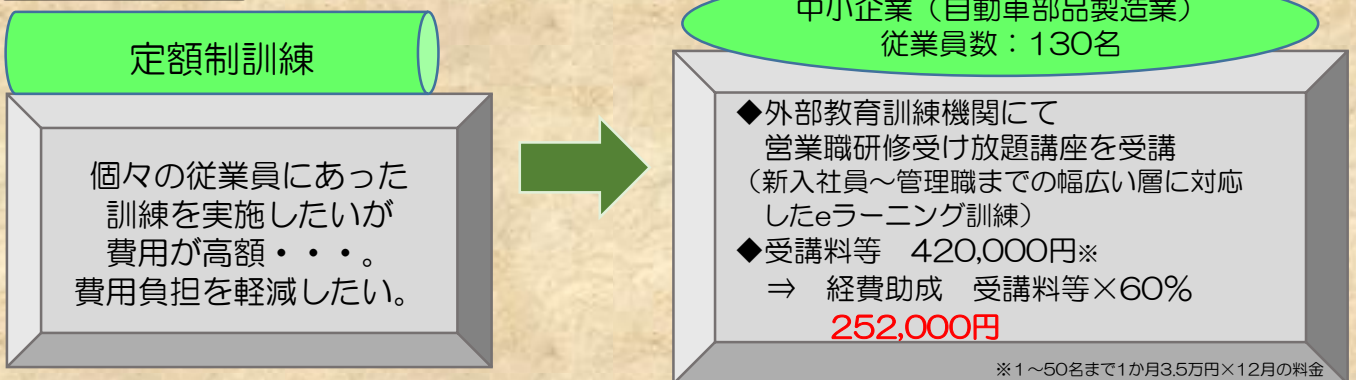 定額制訓練
個々の従業員にあった
訓練を実施したいが
費用が高額・・・。
費用負担を軽減したい。
中小企業（自動車部品製造業）
従業員数：130名
◆外部教育訓練機関にて
営業職研修受け放題講座を受講
（新入社員～管理職までの幅広い層に対応
したeラーニング訓練）
◆受講料等　420,000円※
⇒　経費助成　受講料等×60%
252,000円
※1～50名まで1か月3.5万円×12月の料金